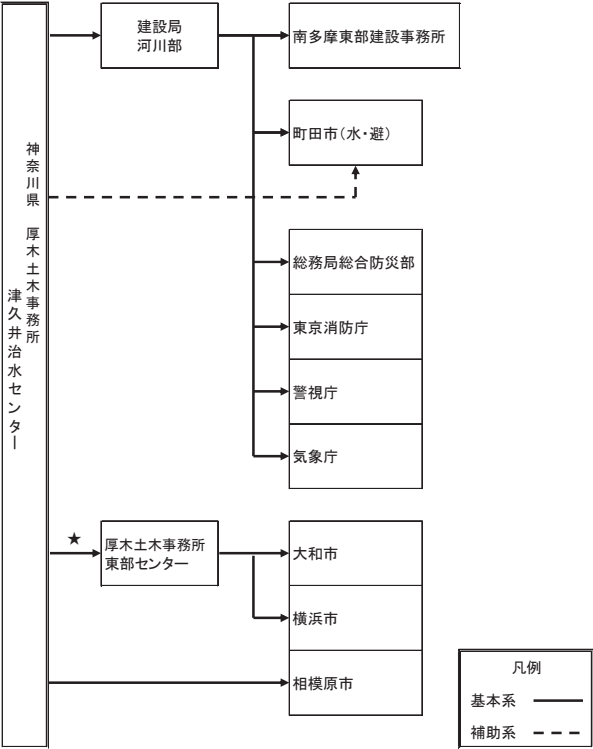 神奈川県 厚木土木事務所
津久井治水センター
建設局
河川部
南多摩東部建設事務所
町田市(水・避)
総務局総合防災部
東京消防庁
警視庁
気象庁
★
厚木土木事務所
東部センター
大和市
横浜市
相模原市
凡例
基本系
補助系